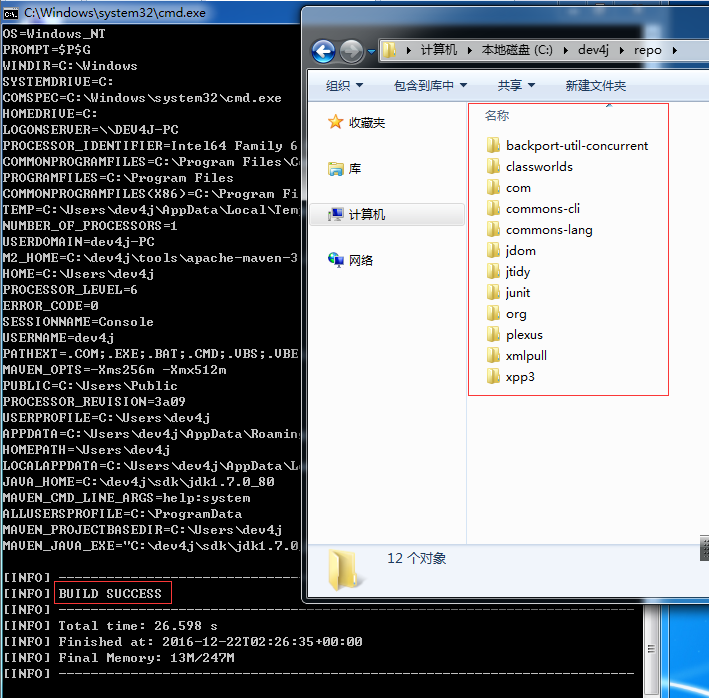 C:\Windows\system32\cmd.exe
OS=Windows_NT
PROMPT=$P$G
WINDIR=C:\Windows
SYSTEMDRIVE=C:
COMSPEC=C:\Windows\system32\cmd.exe
HOMEDRIVE=C:
LOGONSERVER=\\DEV4J-PC
PROCESSOR_IDENTIFIER=Intel64 Family 6
COMMONPROGRAMFILES=C:\Program Files\C
PROGRAMFILES=C:\Program Files
COMMONPROGRAMFILES(X86)=C:\Program Fi
TEMP=C:\Users\dev4j\AppData\Local\Tem
NUMBER_OF_PROCESSORS=1
USERDOMAIN=dev4j-PC
M2_HOME=C:\dev4j\tools\apache-maven-3
HOME=C:\Users\dev4j
PROCESSOR_LEVEL=6
ERROR_CODE=0
SESSIONNAME=Console
USERNAME=dev4j
PATHEXT=.COM;.EXE;.BAT;.CMD;.VBS;.VBE
MAVEN_OPTS=-Xms256m -Xmx512m
PUBLIC=C:\Users\Public
PROCESSOR_REVISION=3a09
USERPROFILE=C:\Users\dev4j
APPDATA=C:\Users\dev4j\AppData\Roamin
HOMEPATH=\Users\dev4j
LOCALAPPDATA=C:\Users\dev4j\AppData\L
JAVA_HOME=C:\dev4j\sdk\jdk1.7.0_80
MAVEN_CMD_LINE_ARGS=help:system
ALLUSERSPROFILE=C:\ProgramData
MAVEN_PROJECTBASEDIR=C:\Users\dev4j
MAVEN_JAVA_EXE="C:\dev4j\sdk\jdk1.7.0
[INFO] ------------------------------------------------------------------------
[INFO] BUILD SUCCESS
[INFO] ------------------------------------------------------------------------
[INFO] Total time: 26.598 s
[INFO] Finished at: 2016-12-22T02:26:35+00:00
[INFO] Final Memory: 13M/247M
[INFO] ------------------------------------------------------------------------
计算机 本地磁盘 (C:) dev4j repo
组织 包含到库中 共享 新建文件夹
收藏夹
库
计算机
网络
名称
backport-util-concurrent
classworlds
com
commons-cli
commons-lang
jdom
jtidy
junit
org
plexus
xmlpull
xpp3
12 个对象